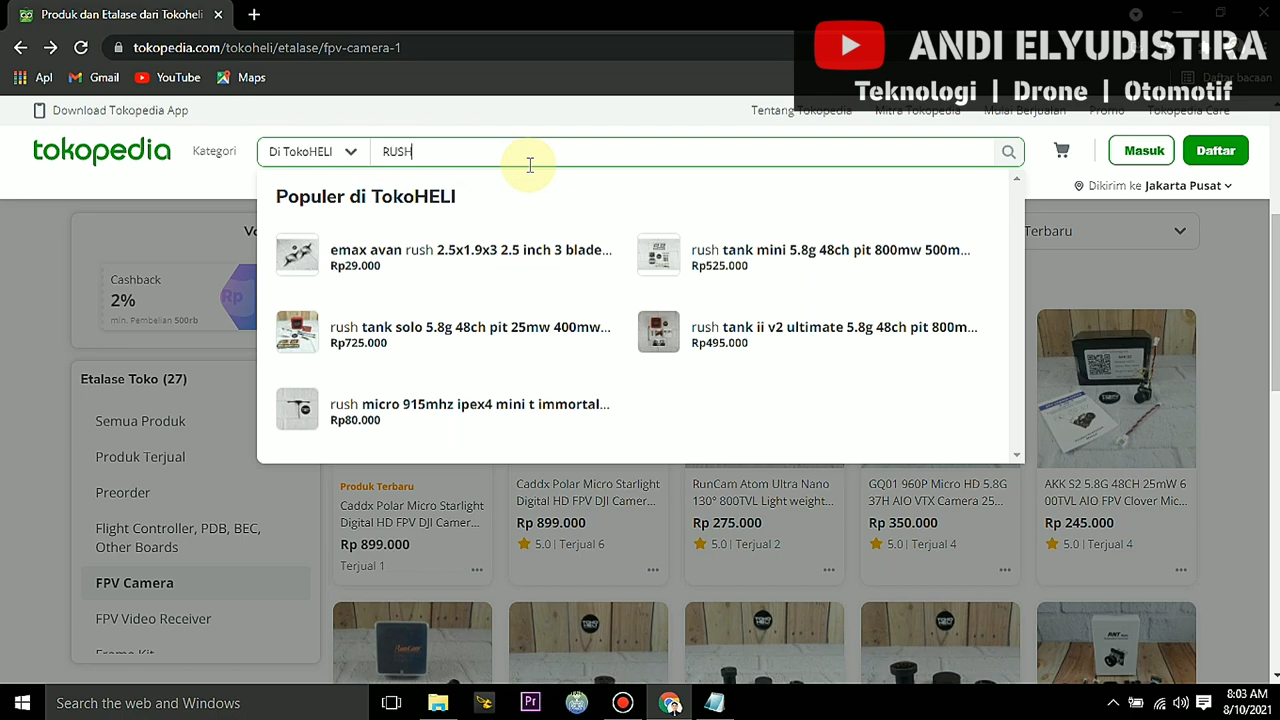 Produk dan Etalase dari Tokoheli
tokopedia.com/tokoheli/etalase/fpv-camera-1
ANDI ELYUDISTIRA
Teknologi | Drone | Otomotif
Apl
Gmail
YouTube
Maps
Daftar bacaan
Download Tokopedia App
Tentang Tokopedia
Mitra Tokopedia
Mulai Berjualan
Promo
Tokopedia Care
tokopedia
Kategori
Di TokoHELI
RUSH
Masuk
Daftar
Dikirim ke Jakarta Pusat
Populer di TokoHELI
emax avan rush 2.5x1.9x3 2.5 inch 3 blade...
Rp29.000
rush tank mini 5.8g 48ch pit 800mw 500m...
Rp525.000
rush tank solo 5.8g 48ch pit 25mw 400mw...
Rp725.000
rush tank ii v2 ultimate 5.8g 48ch pit 800m...
Rp495.000
rush micro 915mhz ipex4 mini t immortal...
Rp80.000
Terbaru
Cashback
2%
min. Pembelian 500rb
Rp
Etalase Toko (27)
Semua Produk
Produk Terjual
Preorder
Flight Controller, PDB, BEC,
Other Boards
FPV Camera
FPV Video Receiver
Frame Kit
Produk Terbaru
Caddx Polar Micro Starlight
Digital HD FPV DJI Camer...
Rp 899.000
Terjual 1
Caddx Polar Micro Starlight
Digital HD FPV DJI Camer...
Rp 899.000
5.0 | Terjual 6
RunCam Atom Ultra Nano
130° 800TVL Light weight...
Rp 275.000
5.0 | Terjual 2
GQ01 960P Micro HD 5.8G
37H AIO VTX Camera 25...
Rp 350.000
5.0 | Terjual 4
AKK S2 5.8G 48CH 25mW 6
00TVL AIO FPV Clover Mic...
Rp 245.000
5.0 | Terjual 4
Search the web and Windows
Pr
8:03 AM
8/10/2021